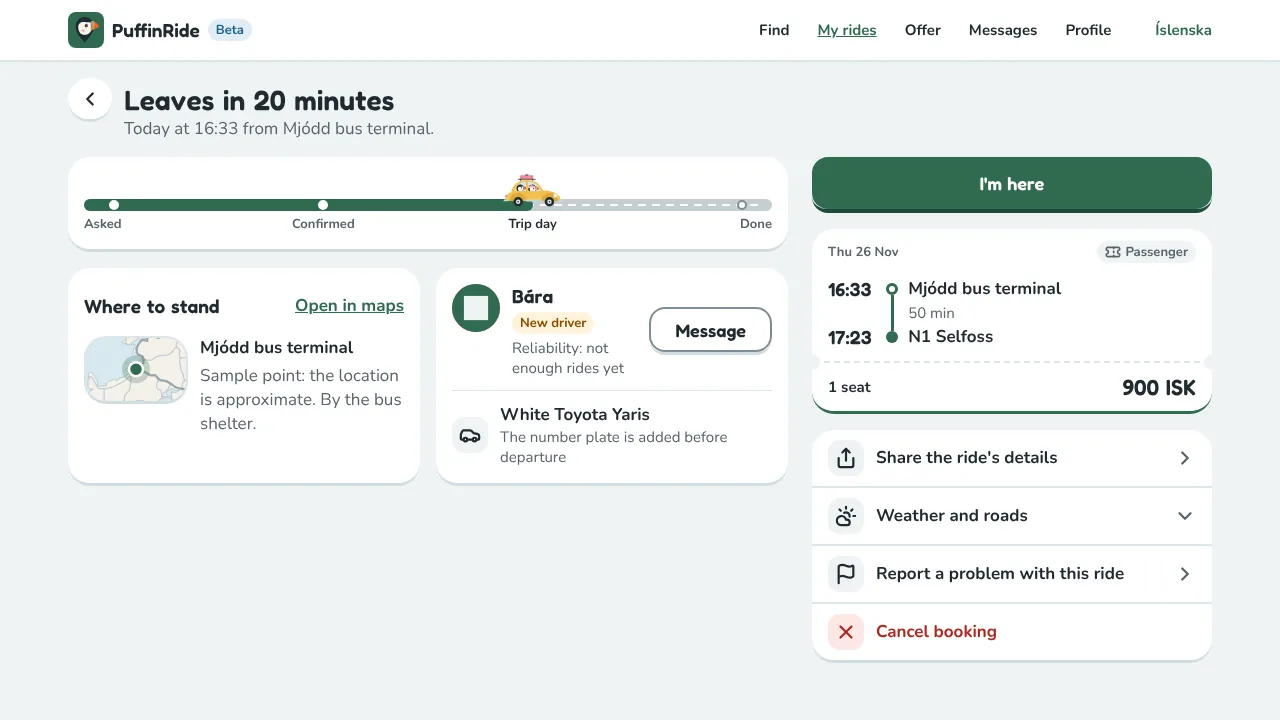 PuffinRide Beta
Find My rides Offer Messages Profile Íslenska
Leaves in 20 minutes
Today at 16:33 from Mjódd bus terminal.
Asked Confirmed Trip day Done
Where to stand Open in maps
Mjódd bus terminal
Sample point: the location
is approximate. By the bus
shelter.
Bára
New driver
Reliability: not
enough rides yet
Message
White Toyota Yaris
The number plate is added before
departure
I'm here
Thu 26 Nov Passenger
16:33 Mjódd bus terminal
50 min
17:23 N1 Selfoss
1 seat 900 ISK
Share the ride's details
Weather and roads
Report a problem with this ride
Cancel booking